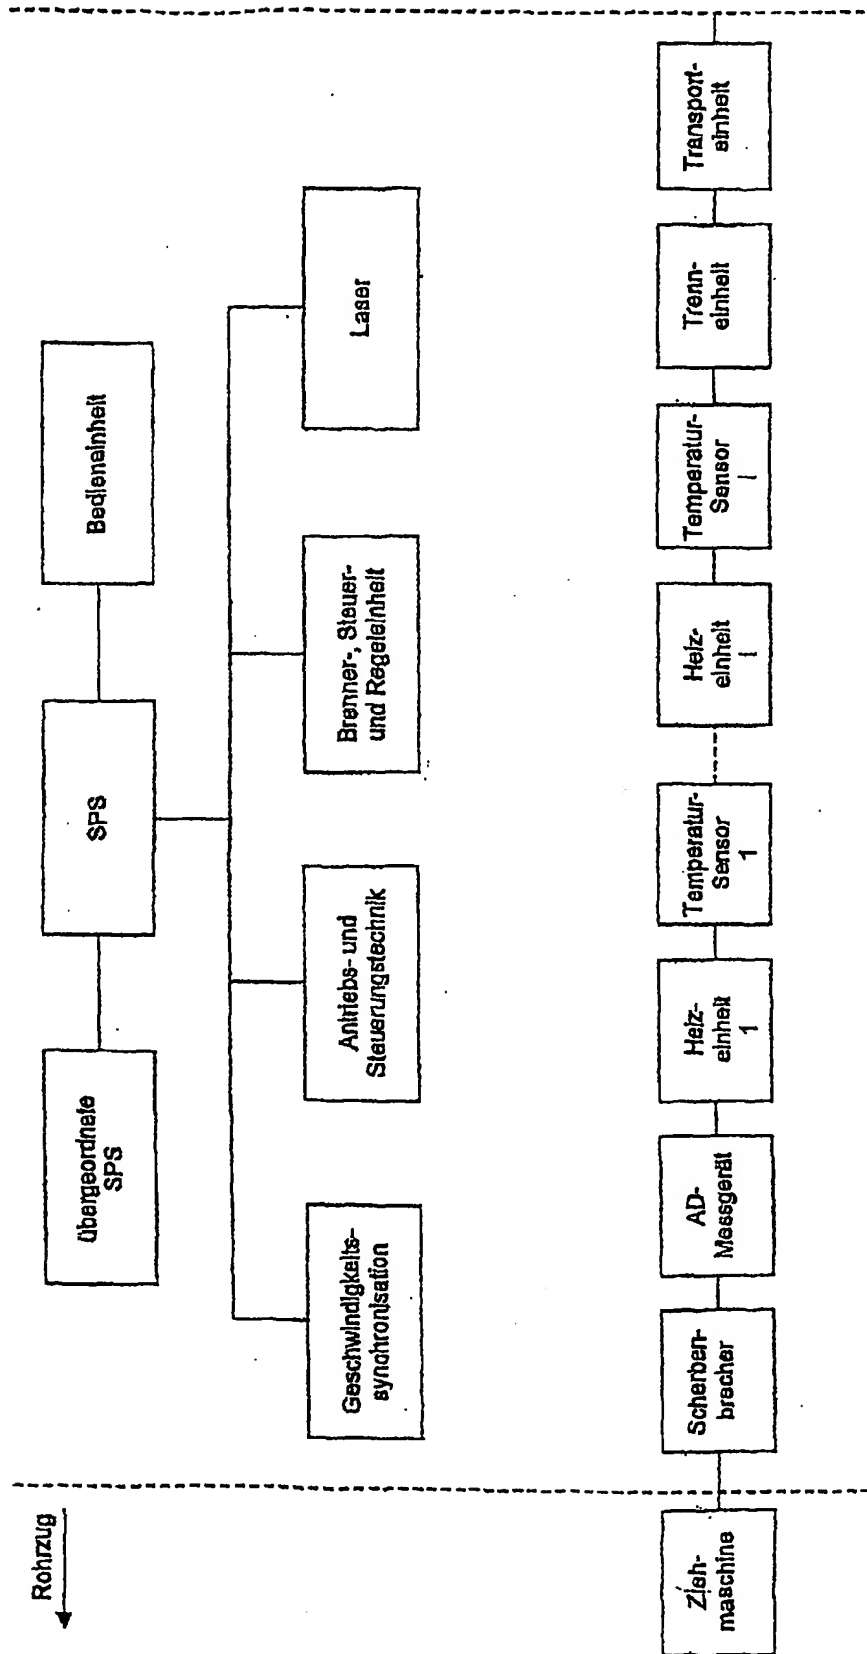 Rohrzug
übergeordnete
SPS
SPS
Bedieneinheit
Geschwindigkeits-
synchronisation
Antriebs- und
Steuerungstechnik
Brenner-, Steuer-
und Regeleinheit
Laser
Zieh-
maschine
Scherben-
brecher
AD-
Messgerät
Heiz-
einheit
1
Temperatur-
Sensor
1
Heiz-
einheit
i
Temperatur-
Sensor
i
Trenn-
einheit
Transport-
einheit